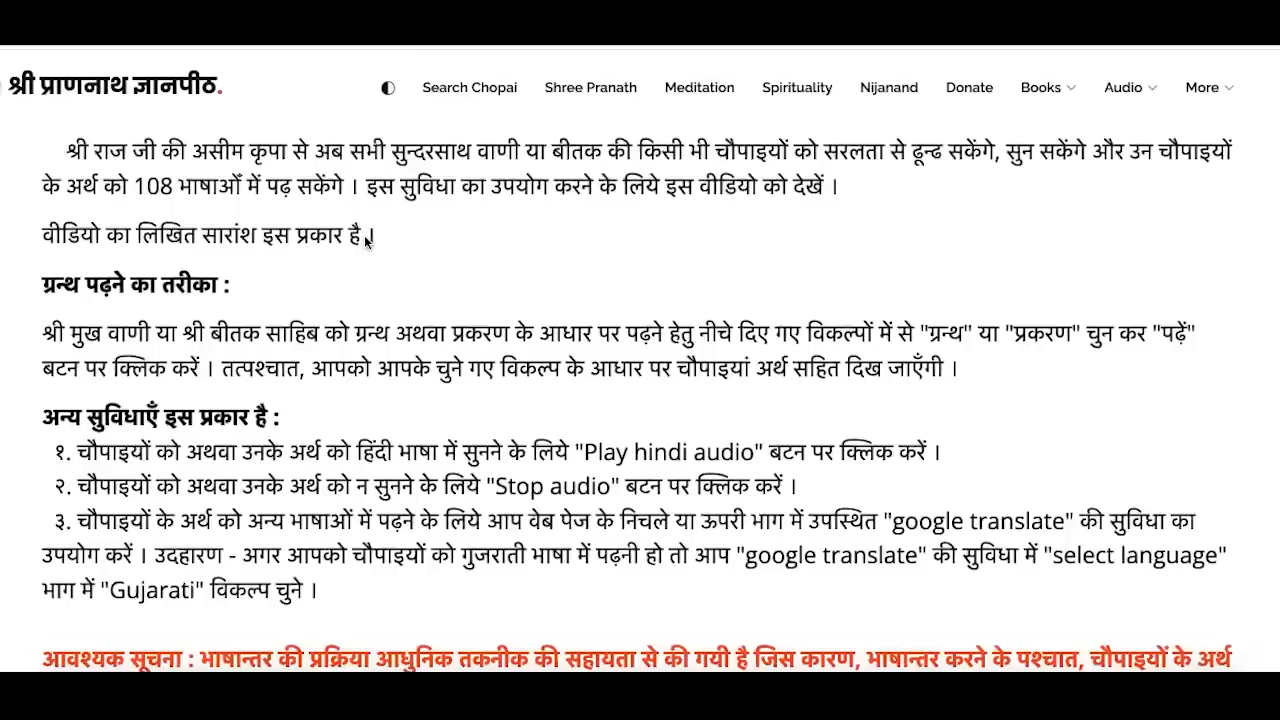 श्री प्राणनाथ ज्ञानपीठ.
Search Chopai Shree Pranath Meditation Spirituality Nijanand Donate Books Audio More
श्री राज जी की असीम कृपा से अब सभी सुन्दरसाथ वाणी या बीतक की किसी भी चौपाइयों को सरलता से ढून्ढ सकेंगे, सुन सकेंगे और उन चौपाइयों
के अर्थ को 108 भाषाओँ में पढ़ सकेंगे । इस सुविधा का उपयोग करने के लिये इस वीडियो को देखें ।
वीडियो का लिखित सारांश इस प्रकार है ।
ग्रन्थ पढ़ने का तरीका :
श्री मुख वाणी या श्री बीतक साहिब को ग्रन्थ अथवा प्रकरण के आधार पर पढ़ने हेतु नीचे दिए गए विकल्पों में से "ग्रन्थ" या "प्रकरण" चुन कर "पढ़ें"
बटन पर क्लिक करें । तत्पश्चात, आपको आपके चुने गए विकल्प के आधार पर चौपाइयां अर्थ सहित दिख जाएँगी ।
अन्य सुविधाएँ इस प्रकार है :
१. चौपाइयों को अथवा उनके अर्थ को हिंदी भाषा में सुनने के लिये "Play hindi audio" बटन पर क्लिक करें ।
२. चौपाइयों को अथवा उनके अर्थ को न सुनने के लिये "Stop audio" बटन पर क्लिक करें ।
३. चौपाइयों के अर्थ को अन्य भाषाओं में पढ़ने के लिये आप वेब पेज के निचले या ऊपरी भाग में उपस्थित "google translate" की सुविधा का
उपयोग करें । उदहारण - अगर आपको चौपाइयों को गुजराती भाषा में पढ़नी हो तो आप "google translate" की सुविधा में "select language"
भाग में "Gujarati" विकल्प चुने ।
आवश्यक सूचना : भाषान्तर की प्रक्रिया आधुनिक तकनीक की सहायता से की गयी है जिस कारण, भाषान्तर करने के पश्चात, चौपाइयों के अर्थ